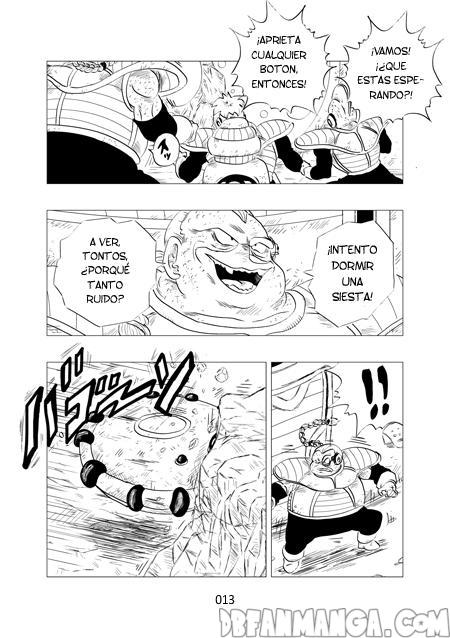 ¡APRIETA
CUALQUIER
BOTON,
ENTONCES!
¡VAMOS!
¡¿QUE
ESTAS ESPE-
RANDO?!
A VER,
TONTOS,
¿PORQUÉ
TANTO
RUIDO?
¡INTENTO
DORMIR
UNA
SIESTA!
!!
013
DBFANMANGA.COM